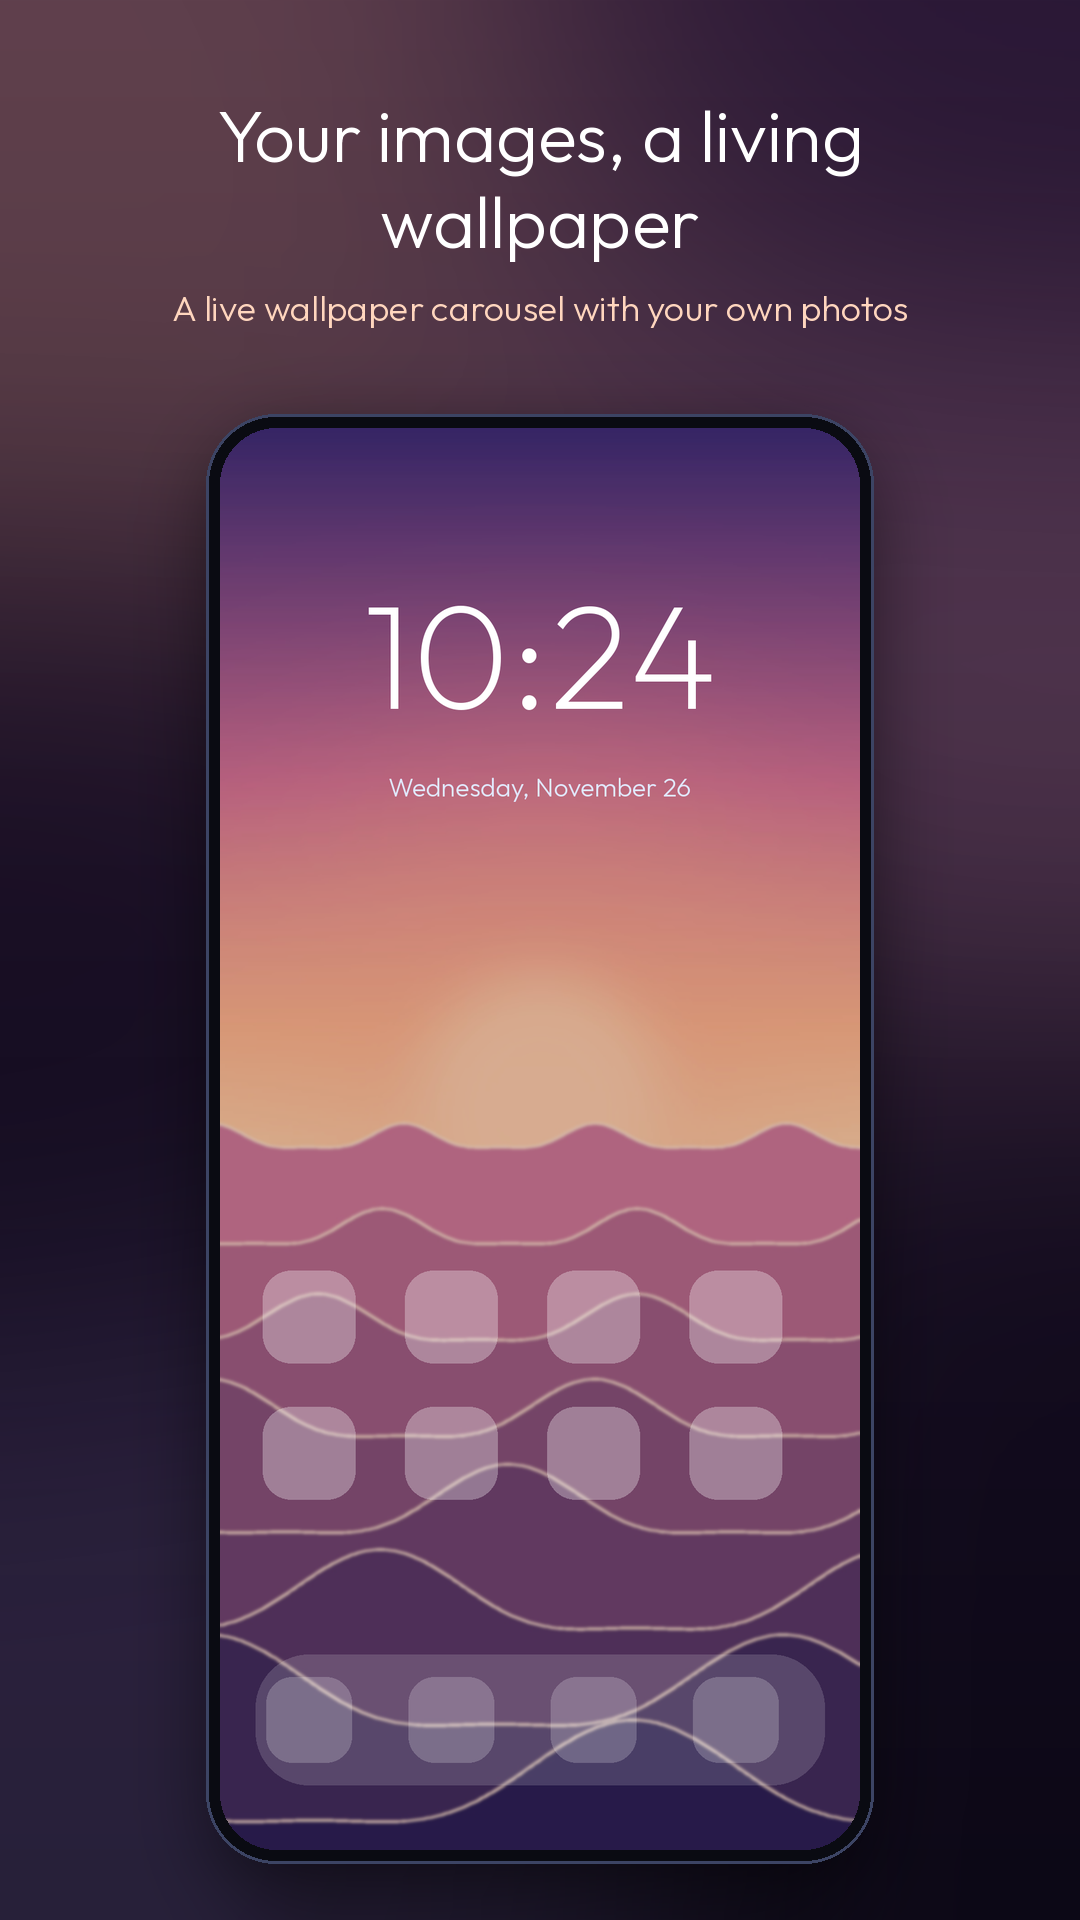 Your images, a living
wallpaper
A live wallpaper carousel with your own photos
10:24
Wednesday, November 26